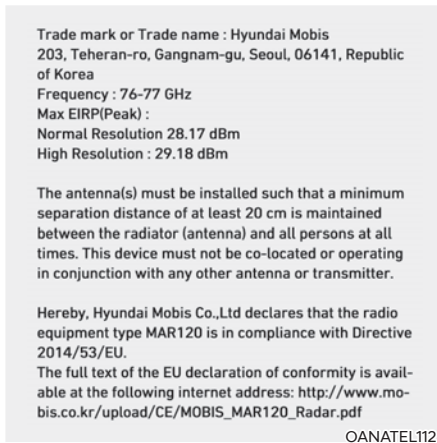 Trade mark or Trade name : Hyundai Mobis
203, Teheran-ro, Gangnam-gu, Seoul, 06141, Republic
of Korea
Frequency : 76-77 GHz
Max EIRP(Peak) :
Normal Resolution 28.17 dBm
High Resolution : 29.18 dBm
The antenna(s) must be installed such that a minimum
separation distance of at least 20 cm is maintained
between the radiator (antenna) and all persons at all
times. This device must not be co-located or operating
in conjunction with any other antenna or transmitter.
Hereby, Hyundai Mobis Co.,Ltd declares that the radio
equipment type MAR120 is in compliance with Directive
2014/53/EU.
The full text of the EU declaration of conformity is avail-
able at the following internet address: http://www.mo-
bis.co.kr/upload/CE/MOBIS_MAR120_Radar.pdf
OANATEL112